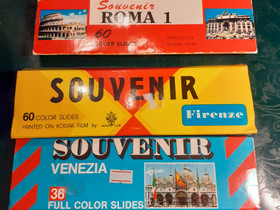 Souvenir
ROMA 1
60
COLOR SLIDES
SOUVENIR
60 COLOR SLIDES
PRINTED ON KODAK FILM by
Firenze
SOUVENIR
VENEZIA
36
FULL COLOR SLIDES